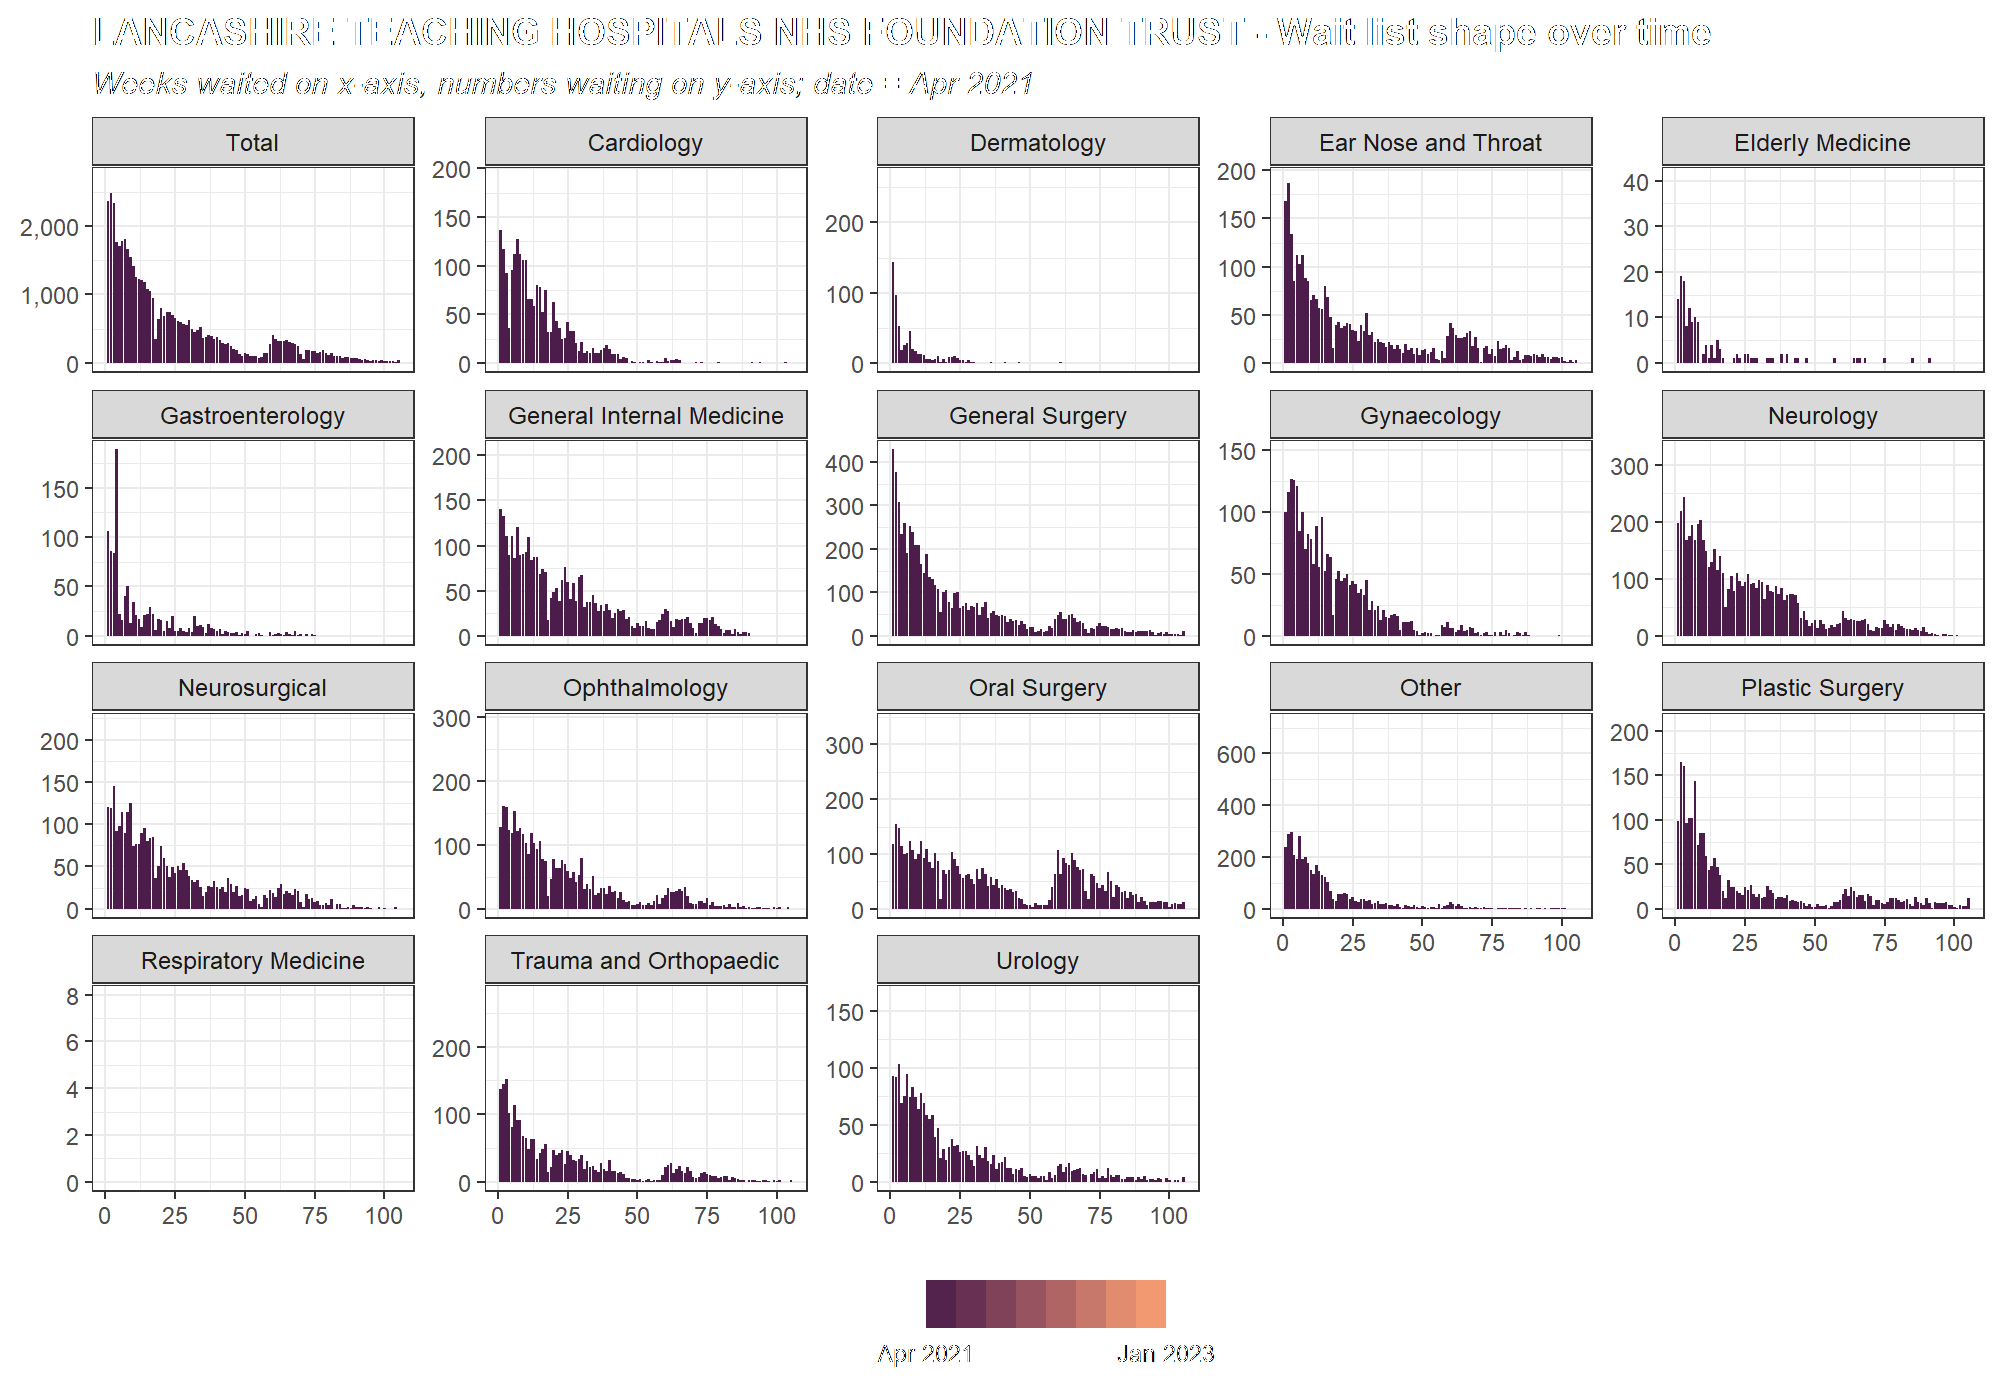 LANCASHIRE TEACHING HOSPITALS NHS FOUNDATION TRUST - Wait list shape over time
Weeks waited on x-axis, numbers waiting on y-axis; date = Apr 2021
Total
Cardiology
Dermatology
Ear Nose and Throat
Elderly Medicine
2,000
1,000
0
200
150
100
50
0
200
100
0
200
150
100
50
0
40
30
20
10
0
Gastroenterology
General Internal Medicine
General Surgery
Gynaecology
Neurology
150
100
50
0
200
150
100
50
0
400
300
200
100
0
150
100
50
0
300
200
100
0
Neurosurgical
Ophthalmology
Oral Surgery
Other
Plastic Surgery
200
150
100
50
0
300
200
100
0
300
200
100
0
600
400
200
0
200
150
100
50
0
0 25 50 75 100
0 25 50 75 100
Respiratory Medicine
Trauma and Orthopaedic
Urology
8
6
4
2
0
200
100
0
150
100
50
0
0 25 50 75 100
0 25 50 75 100
0 25 50 75 100
Apr 2021
Jan 2023